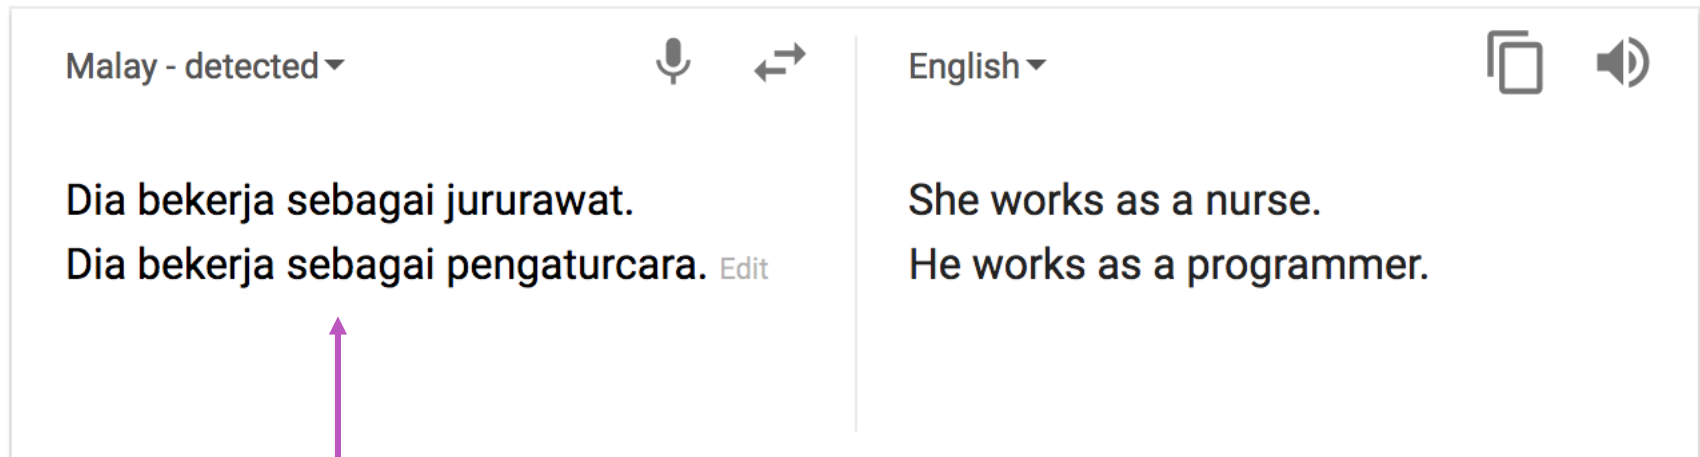 Malay - detected
English
Dia bekerja sebagai jururawat.
Dia bekerja sebagai pengaturcara. Edit
She works as a nurse.
He works as a programmer.